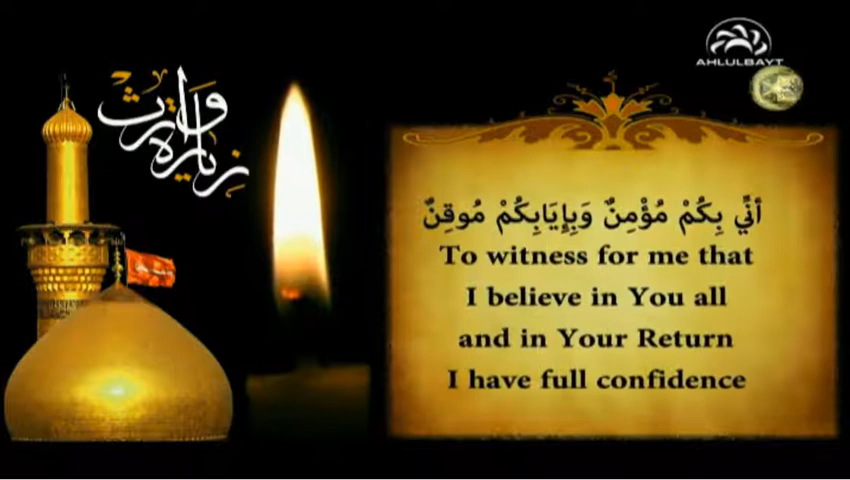 AHLULBAYT
زيارة وارث
أَنِّي بِكُمْ مُؤْمِنٌ وَبِإِيَابِكُمْ مُوقِنٌ
To witness for me that
I believe in You all
and in Your Return
I have full confidence